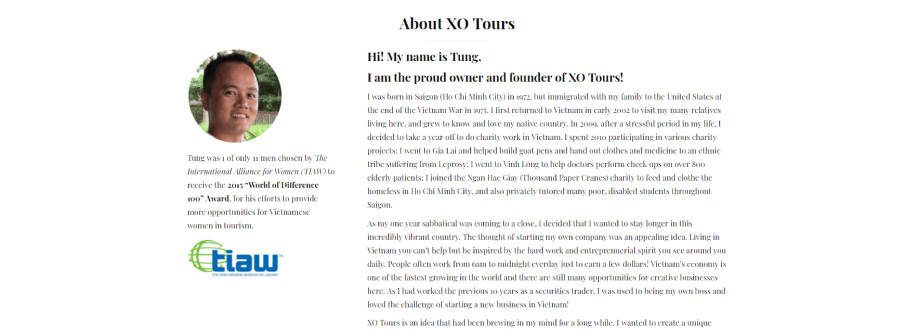 About XO Tours
Hi! My name is Tung,
I am the proud owner and founder of XO Tours!
I was born in Saigon (Ho Chi Minh City) in 1972, but immigrated with my family to the United States at
the end of the Vietnam War in 1975. I first returned to Vietnam in early 2002 to visit my many relatives
living here, and grew to know and love my native country. In 2009, after a stressful period in my life, I
decided to take a year off to do charity work in Vietnam. I spent 2010 participating in various charity
projects; I went to Gia Lai and helped build goat pens and hand out clothes and medicine to an ethnic
tribe suffering from Leprosy; I went to Vinh Long to help doctors perform check ups on over 800
elderly patients; I joined the Ngan Hac Giay (Thousand Paper Cranes) charity to feed and clothe the
homeless in Ho Chi Minh City, and also privately tutored many poor, disabled students throughout
Saigon.
As my one year sabbatical was coming to a close, I decided that I wanted to stay longer in this
incredibly vibrant country. The thought of starting my own company was an appealing idea. Living in
Vietnam you can't help but be inspired by the hard work and entrepreneurial spirit you see around you
daily. People often work from 6am to midnight everday just to earn a few dollars! Vietnam's economy is
one of the fastest growing in the world and there are still many opportunities for creative businesses
here. As I had worked the previous 10 years as a securities trader, I was used to being my own boss and
loved the challenge of starting a new business in Vietnam!
XO Tours is an idea that had been brewing in my mind for a long while. I wanted to create a unique
Tung was 1 of only 11 men chosen by The
International Alliance for Women (TIAW) to
receive the 2015 “World of Difference
100” Award, for his efforts to provide
more opportunities for Vietnamese
women in tourism.
tiaw